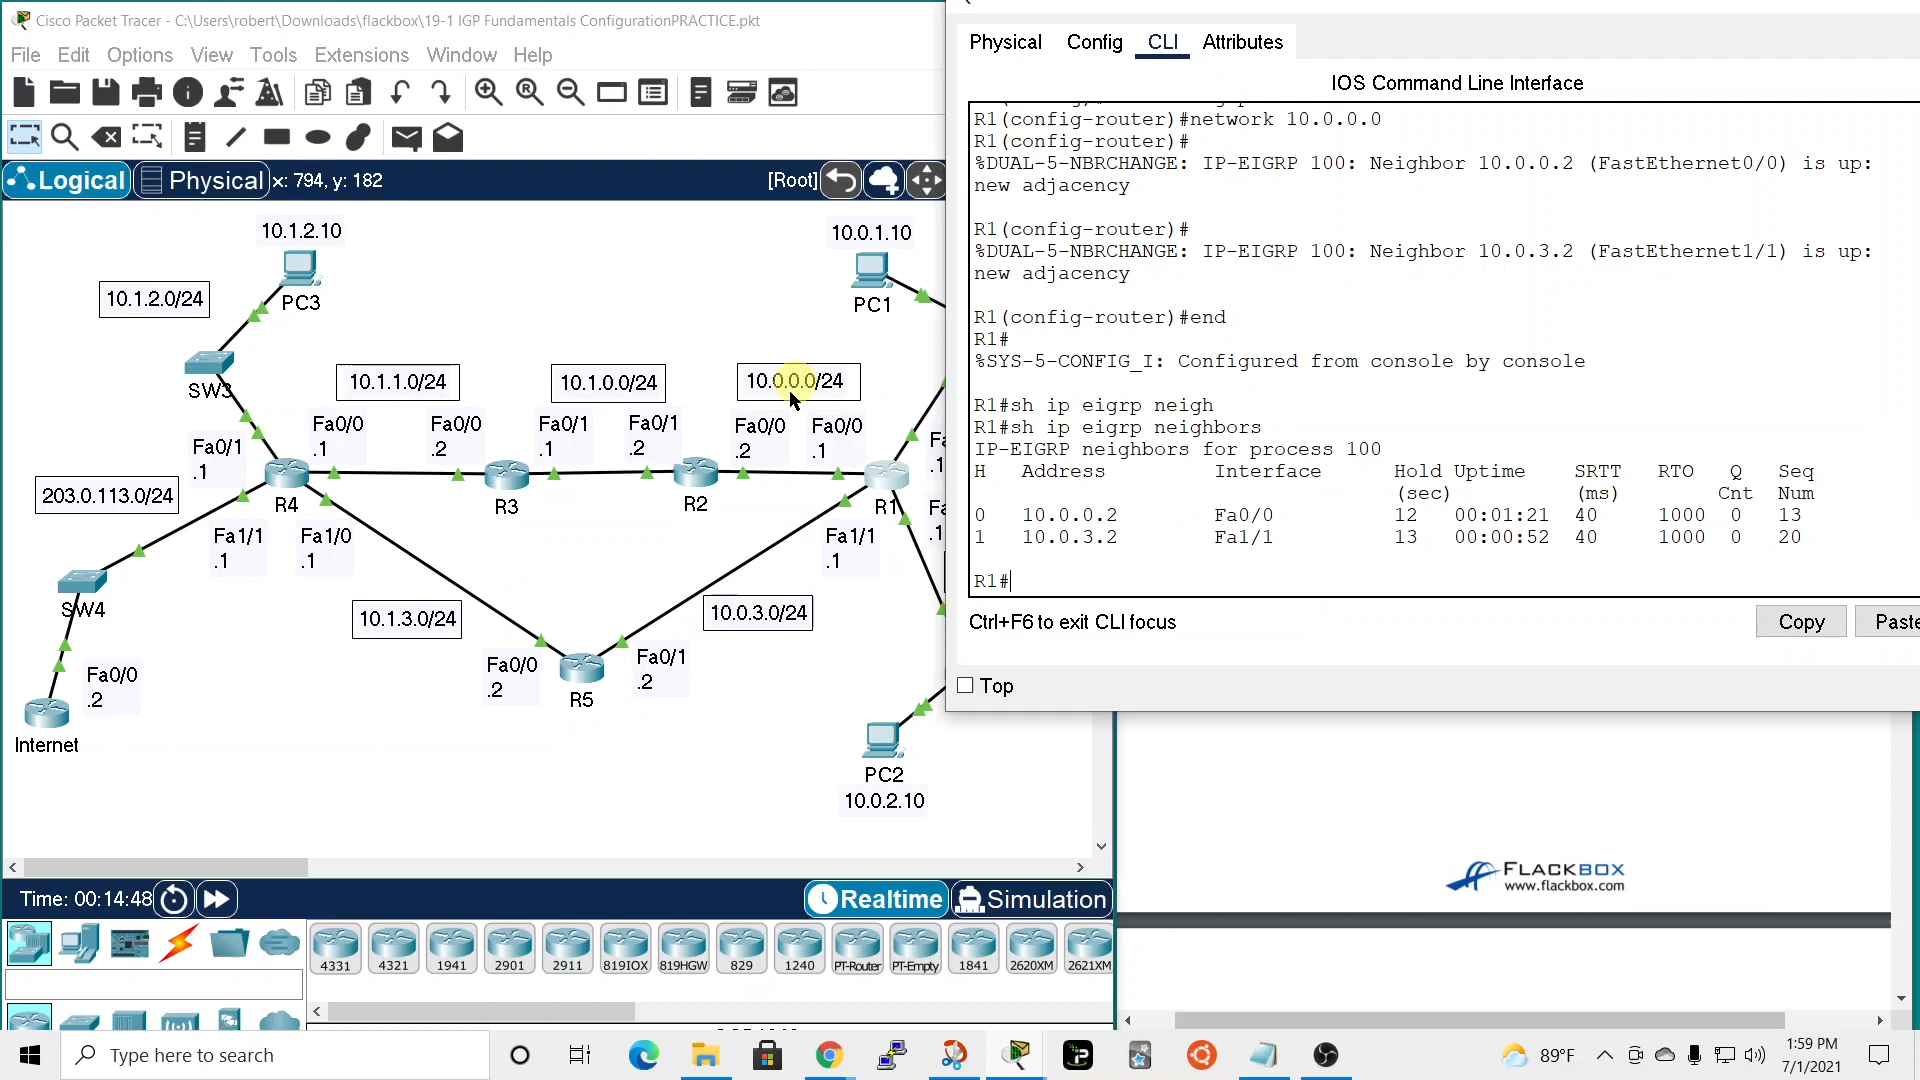 Cisco Packet Tracer - C:\Users\robert\Downloads\flackbox\19-1 IGP Fundamentals ConfigurationPRACTICE.pkt
File Edit Options View Tools Extensions Window Help
Logical Physical x: 794, y: 182 [Root]
10.1.2.10
10.0.1.10
PC3
10.1.2.0/24
PC1
SW3
10.1.1.0/24
10.1.0.0/24
10.0.0.0/24
Fa0/0
.1
Fa0/0
.2
Fa0/1
.1
Fa0/1
.2
Fa0/0
.2
Fa0/0
.1
Fa0/1
.1
203.0.113.0/24
R4
R3
R2
R1
Fa1/1
.1
Fa1/0
.1
Fa1/1
.1
SW4
10.1.3.0/24
10.0.3.0/24
Fa0/0
.2
Fa0/0
.2
Fa0/1
.2
R5
Internet
PC2
10.0.2.10
Time: 00:14:48
Realtime Simulation
4331 4321 1941 2901 2911 819IOX 819HGW 829 1240 PT-Router PT-Empty 1841 2620XM 2621XM
Physical Config CLI Attributes
IOS Command Line Interface
R1(config-router)#network 10.0.0.0
R1(config-router)#
%DUAL-5-NBRCHANGE: IP-EIGRP 100: Neighbor 10.0.0.2 (FastEthernet0/0) is up:
new adjacency
R1(config-router)#
%DUAL-5-NBRCHANGE: IP-EIGRP 100: Neighbor 10.0.3.2 (FastEthernet1/1) is up:
new adjacency
R1(config-router)#end
R1#
%SYS-5-CONFIG_I: Configured from console by console
R1#sh ip eigrp neigh
R1#sh ip eigrp neighbors
IP-EIGRP neighbors for process 100
H Address Interface Hold Uptime SRTT RTO Q Seq
(sec) (ms) Cnt Num
0 10.0.0.2 Fa0/0 12 00:01:21 40 1000 0 13
1 10.0.3.2 Fa1/1 13 00:00:52 40 1000 0 20
R1#
Ctrl+F6 to exit CLI focus
Copy Paste
Top
FLACKBOX
www.flackbox.com
Type here to search
89°F
1:59 PM
7/1/2021